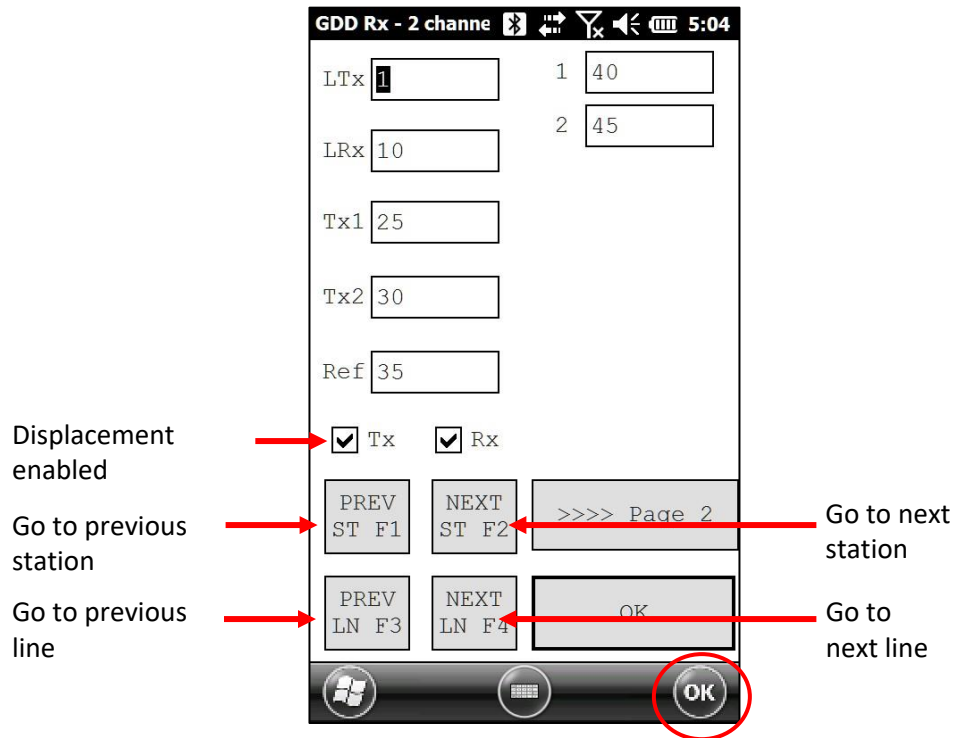 GDD Rx - 2 channe 5:04
LTx 1
1 40
2 45
LRx 10
Tx1 25
Tx2 30
Ref 35
Displacement
enabled
Tx Rx
Go to previous
station
PREV
ST F1
NEXT
ST F2
>>>> Page 2
Go to next
station
Go to previous
line
PREV
LN F3
NEXT
LN F4
OK
Go to
next line
OK